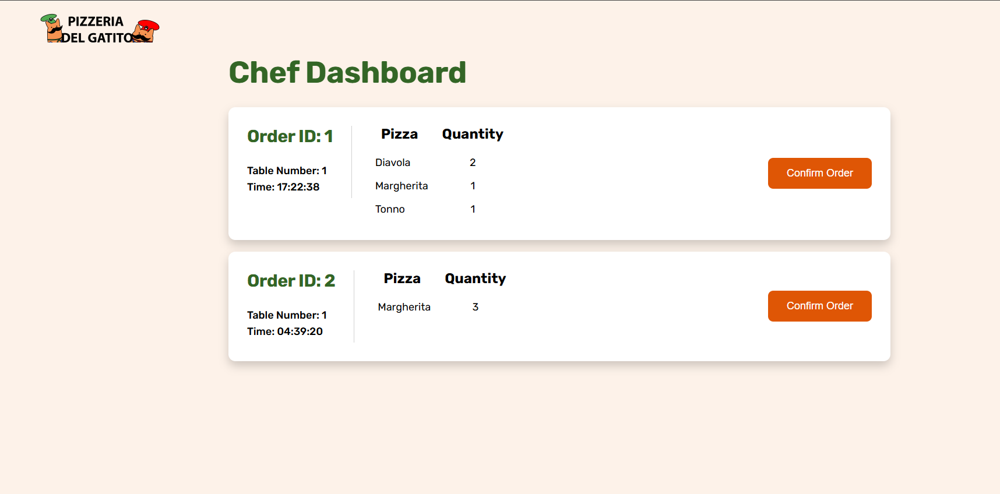 PIZZERIA
DEL GATITO
Chef Dashboard
Order ID: 1
Table Number: 1
Time: 17:22:38
Pizza Quantity
Diavola 2
Margherita 1
Tonno 1
Confirm Order
Order ID: 2
Table Number: 1
Time: 04:39:20
Pizza Quantity
Margherita 3
Confirm Order